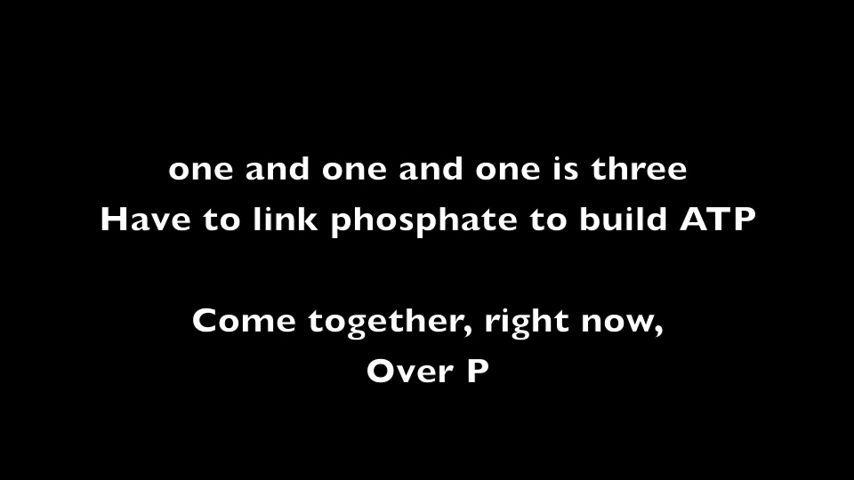 one and one and one is three
Have to link phosphate to build ATP
Come together, right now,
Over P